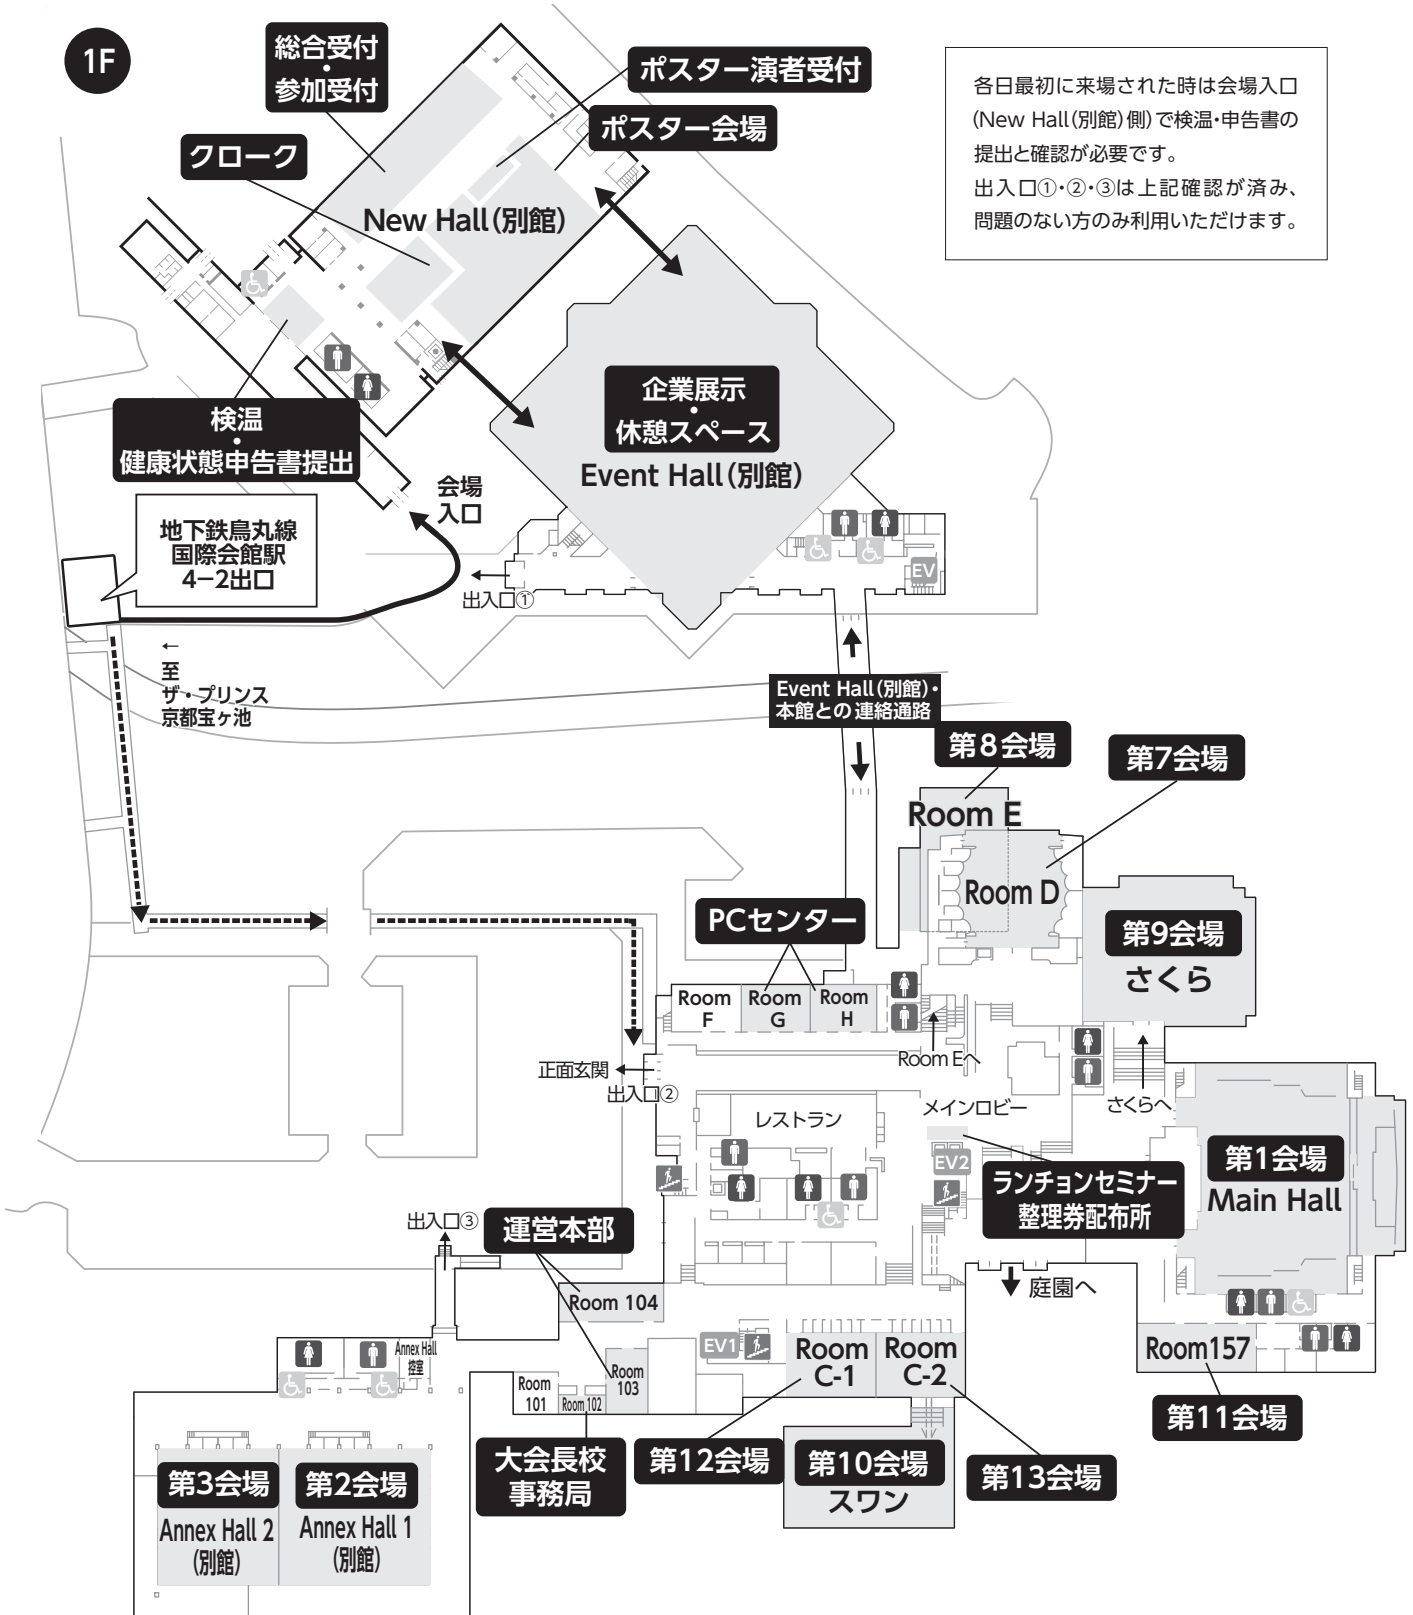 1F
総合受付
・
参加受付
ポスター演者受付
ポスター会場
クローク
New Hall(別館)
各日最初に来場された時は会場入口
(New Hall(別館)側)で検温・申告書の
提出と確認が必要です。
出入口①・②・③は上記確認が済み、
問題のない方のみ利用いただけます。
検温
・
健康状態申告書提出
企業展示
・
休憩スペース
Event Hall(別館)
会場
入口
地下鉄烏丸線
国際会館駅
4−2出口
出入口①
EV
←
至
ザ・プリンス
京都宝ヶ池
Event Hall(別館)・
本館との連絡通路
第8会場
第7会場
Room E
Room D
PCセンター
第9会場
さくら
Room
F
Room
G
Room
H
Room Eへ
正面玄関
出入口②
レストラン
メインロビー
さくらへ
EV2
ランチョンセミナー
整理券配布所
第1会場
Main Hall
出入口③
運営本部
庭園へ
Room 104
Annex Hall
控室
EV1
Room
C-1
Room
C-2
Room157
Room
101
Room 102
Room
103
第11会場
大会長校
事務局
第12会場
第10会場
スワン
第13会場
第3会場
Annex Hall 2
(別館)
第2会場
Annex Hall 1
(別館)